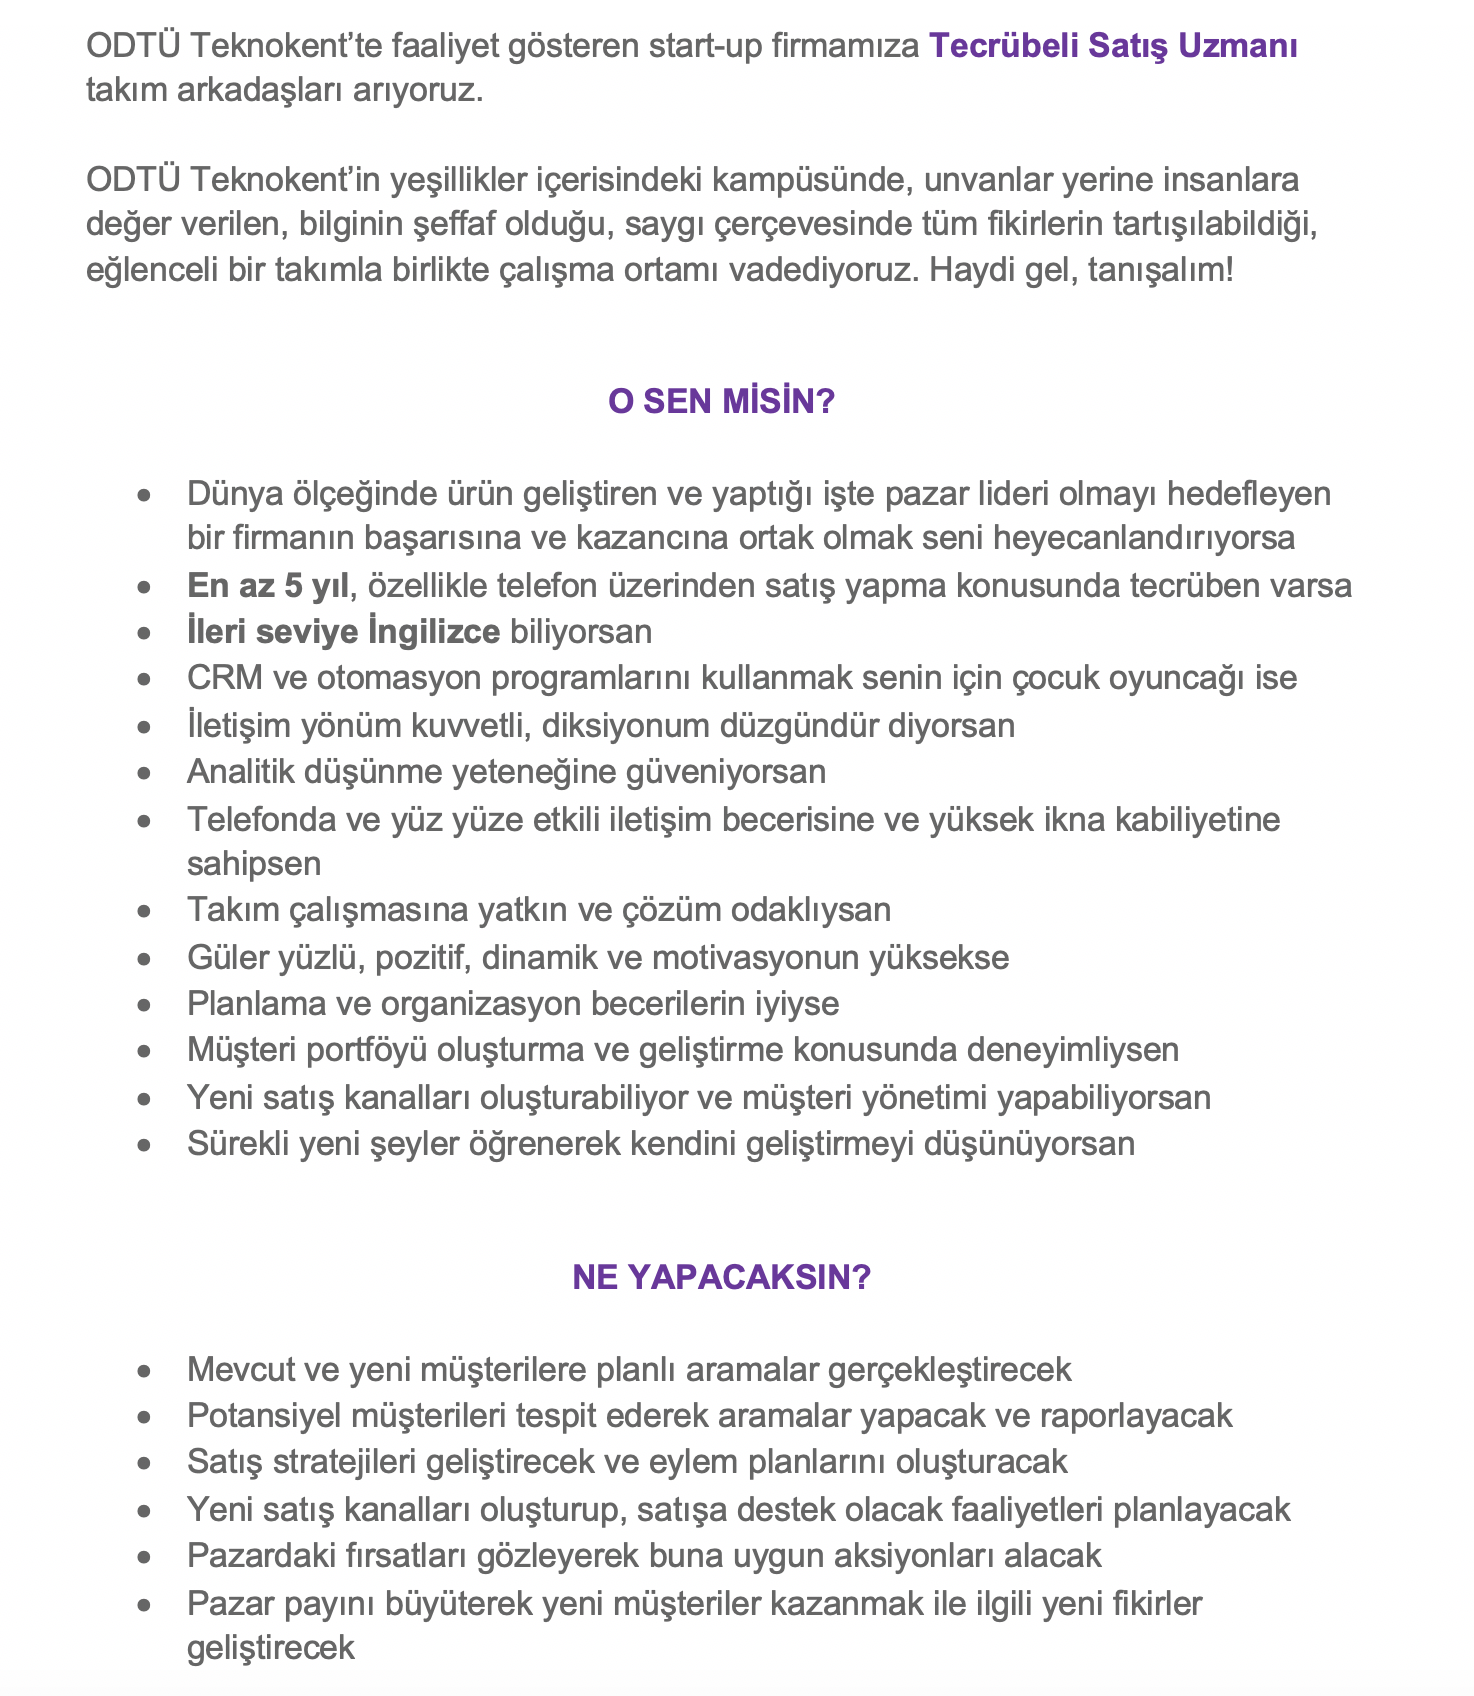 ODTÜ Teknokent’te faaliyet gösteren start-up firmamıza Tecrübeli Satış Uzmanı
takım arkadaşları arıyoruz.
ODTÜ Teknokent’in yeşillikler içerisindeki kampüsünde, unvanlar yerine insanlara
değer verilen, bilginin şeffaf olduğu, saygı çerçevesinde tüm fikirlerin tartışılabildiği,
eğlenceli bir takımla birlikte çalışma ortamı vadediyoruz. Haydi gel, tanışalım!
O SEN MİSİN?
• Dünya ölçeğinde ürün geliştiren ve yaptığı işte pazar lideri olmayı hedefleyen
bir firmanın başarısına ve kazancına ortak olmak seni heyecanlandırıyorsa
• En az 5 yıl, özellikle telefon üzerinden satış yapma konusunda tecrüben varsa
• İleri seviye İngilizce biliyorsan
• CRM ve otomasyon programlarını kullanmak senin için çocuk oyuncağı ise
• İletişim yönüm kuvvetli, diksiyonum düzgündür diyorsan
• Analitik düşünme yeteneğine güveniyorsan
• Telefonda ve yüz yüze etkili iletişim becerisine ve yüksek ikna kabiliyetine
sahipsen
• Takım çalışmasına yatkın ve çözüm odaklıysan
• Güler yüzlü, pozitif, dinamik ve motivasyonun yüksekse
• Planlama ve organizasyon becerilerin iyiyse
• Müşteri portföyü oluşturma ve geliştirme konusunda deneyimliysen
• Yeni satış kanalları oluşturabiliyor ve müşteri yönetimi yapabiliyorsan
• Sürekli yeni şeyler öğrenerek kendini geliştirmeyi düşünüyorsan
NE YAPACAKSIN?
• Mevcut ve yeni müşterilere planlı aramalar gerçekleştirecek
• Potansiyel müşterileri tespit ederek aramalar yapacak ve raporlayacak
• Satış stratejileri geliştirecek ve eylem planlarını oluşturacak
• Yeni satış kanalları oluşturup, satışa destek olacak faaliyetleri planlayacak
• Pazardaki fırsatları gözleyerek buna uygun aksiyonları alacak
• Pazar payını büyüterek yeni müşteriler kazanmak ile ilgili yeni fikirler
geliştirecek